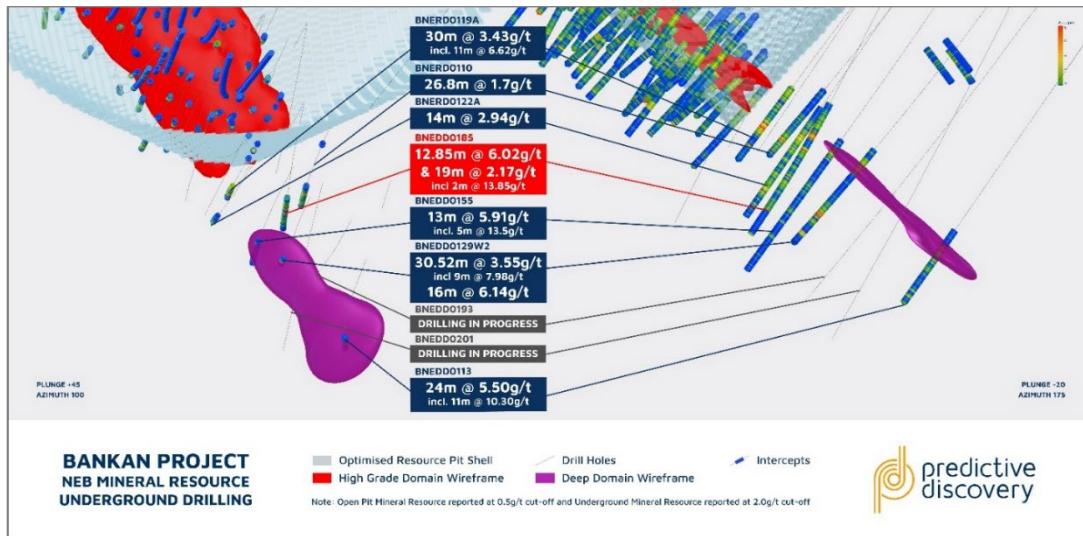 BNERD0119A
30m @ 3.43g/t
incl. 11m @ 6.62g/t
BNERD0110
26.8m @ 1.7g/t
BNERD0122A
14m @ 2.94g/t
BNEDD0185
12.85m @ 6.02g/t
& 19m @ 2.17g/t
incl 2m @ 13.85g/t
BNEDD0155
13m @ 5.91g/t
incl. 5m @ 13.5g/t
BNEDD0129W2
30.52m @ 3.55g/t
incl 9m @ 7.98g/t
16m @ 6.14g/t
BNEDD0193
DRILLING IN PROGRESS
BNEDD0201
DRILLING IN PROGRESS
BNEDD0113
24m @ 5.50g/t
incl. 11m @ 10.30g/t
PLUNGE +45
AZIMUTH 100
PLUNGE -20
AZIMUTH 175
BANKAN PROJECT
NEB MINERAL RESOURCE
UNDERGROUND DRILLING
Optimised Resource Pit Shell
Drill Holes
Intercepts
High Grade Domain Wireframe
Deep Domain Wireframe
Note: Open Pit Mineral Resource reported at 0.5g/t cut-off and Underground Mineral Resource reported at 2.0g/t cut-off
predictive
discovery